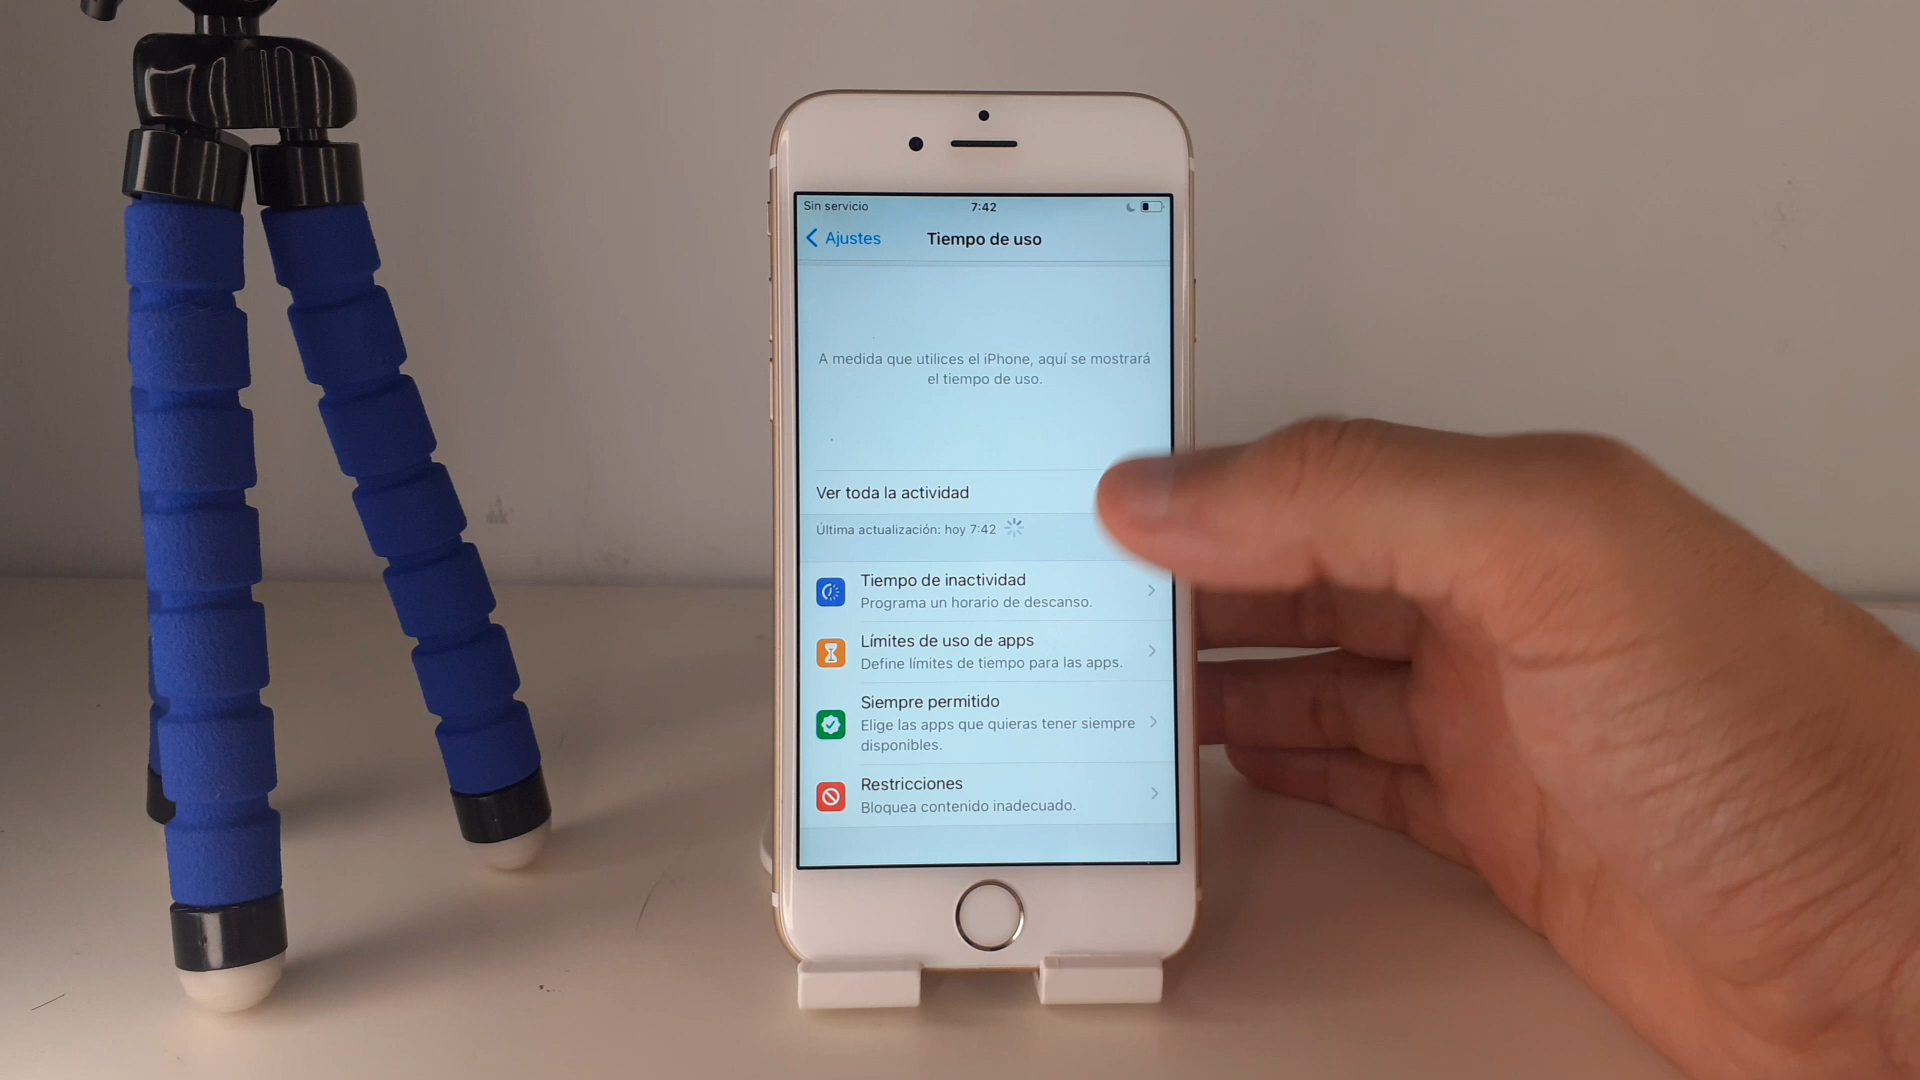 Sin servicio
7:42
Ajustes
Tiempo de uso
A medida que utilices el iPhone, aquí se mostrará
el tiempo de uso.
Ver toda la actividad
Última actualización: hoy 7:42
Tiempo de inactividad
Programa un horario de descanso.
Límites de uso de apps
Define límites de tiempo para las apps.
Siempre permitido
Elige las apps que quieras tener siempre
disponibles.
Restricciones
Bloquea contenido inadecuado.